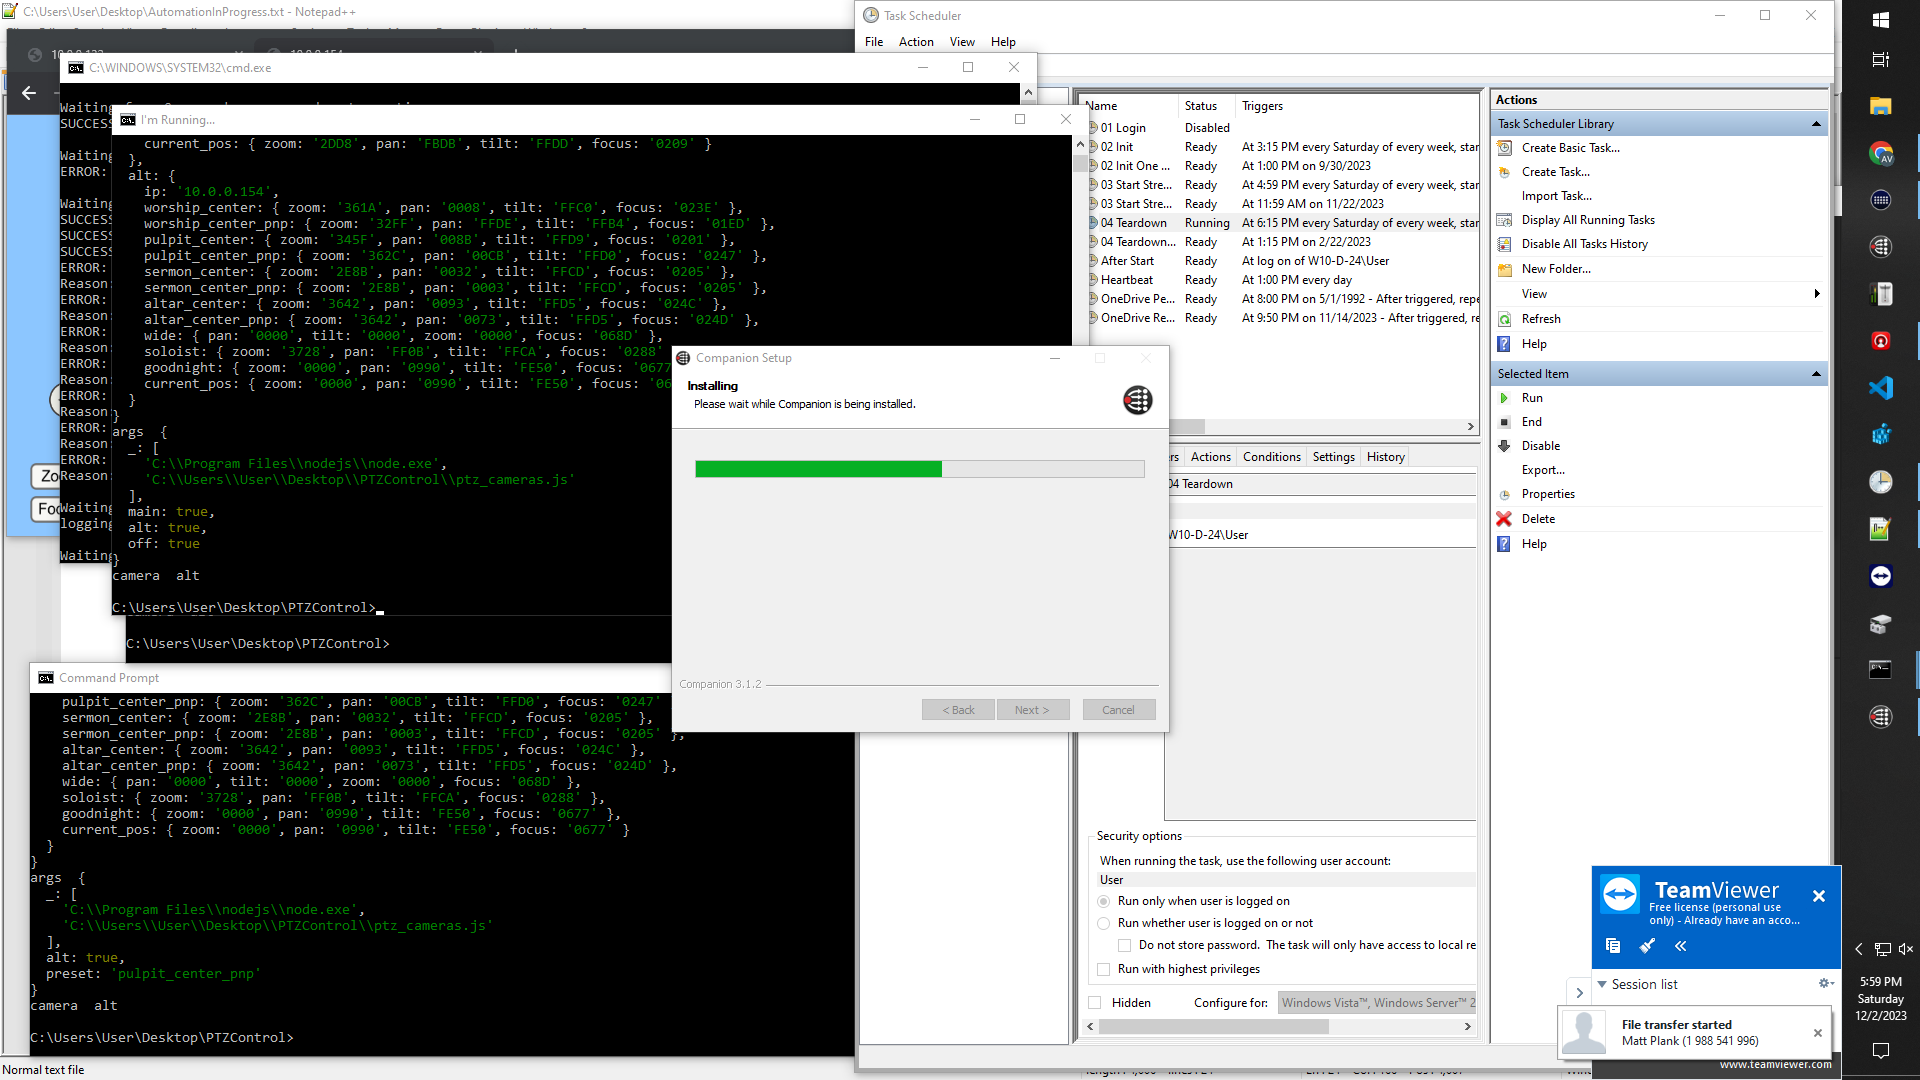 C:\Users\User\Desktop\AutomationInProgress.txt - Notepad++
C:\WINDOWS\SYSTEM32\cmd.exe
Waiting
SUCCESS
Waiting
ERROR:
Waiting
SUCCESS
SUCCESS
SUCCESS
ERROR:
Reason:
ERROR:
Reason:
ERROR:
Reason:
ERROR:
Reason:
ERROR:
Reason:
ERROR:
Reason:
ERROR:
Reason:
Waiting
logging
Waiting
Zo
Foc
I'm Running...
current_pos: { zoom: '2DD8', pan: 'FBDB', tilt: 'FFDD', focus: '0209' }
},
alt: {
ip: '10.0.0.154',
worship_center: { zoom: '361A', pan: '0008', tilt: 'FFC0', focus: '023E' },
worship_center_pnp: { zoom: '32FF', pan: 'FFDE', tilt: 'FFB4', focus: '01ED' },
pulpit_center: { zoom: '345F', pan: '008B', tilt: 'FFD9', focus: '0201' },
pulpit_center_pnp: { zoom: '362C', pan: '00CB', tilt: 'FFD0', focus: '0247' },
sermon_center: { zoom: '2E8B', pan: '0032', tilt: 'FFCD', focus: '0205' },
sermon_center_pnp: { zoom: '2E8B', pan: '0003', tilt: 'FFCD', focus: '0205' },
altar_center: { zoom: '3642', pan: '0093', tilt: 'FFD5', focus: '024C' },
altar_center_pnp: { zoom: '3642', pan: '0073', tilt: 'FFD5', focus: '024D' },
wide: { pan: '0000', tilt: '0000', zoom: '0000', focus: '068D' },
soloist: { zoom: '3728', pan: 'FF0B', tilt: 'FFCA', focus: '0288'
goodnight: { zoom: '0000', pan: '0990', tilt: 'FE50', focus: '0677
current_pos: { zoom: '0000', pan: '0990', tilt: 'FE50', focus: '06
}
}
args  {
_: [
'C:\\Program Files\\nodejs\\node.exe',
'C:\\Users\\User\\Desktop\\PTZControl\\ptz_cameras.js'
],
main: true,
alt: true,
off: true
}
camera  alt
C:\Users\User\Desktop\PTZControl>
C:\Users\User\Desktop\PTZControl>
Command Prompt
pulpit_center_pnp: { zoom: '362C', pan: '00CB', tilt: 'FFD0', focus: '0247'
sermon_center: { zoom: '2E8B', pan: '0032', tilt: 'FFCD', focus: '0205' },
sermon_center_pnp: { zoom: '2E8B', pan: '0003', tilt: 'FFCD', focus: '0205' },
altar_center: { zoom: '3642', pan: '0093', tilt: 'FFD5', focus: '024C' },
altar_center_pnp: { zoom: '3642', pan: '0073', tilt: 'FFD5', focus: '024D' },
wide: { pan: '0000', tilt: '0000', zoom: '0000', focus: '068D' },
soloist: { zoom: '3728', pan: 'FF0B', tilt: 'FFCA', focus: '0288' },
goodnight: { zoom: '0000', pan: '0990', tilt: 'FE50', focus: '0677' },
current_pos: { zoom: '0000', pan: '0990', tilt: 'FE50', focus: '0677' }
}
}
args  {
_: [
'C:\\Program Files\\nodejs\\node.exe',
'C:\\Users\\User\\Desktop\\PTZControl\\ptz_cameras.js'
],
alt: true,
preset: 'pulpit_center_pnp'
}
camera  alt
C:\Users\User\Desktop\PTZControl>
Normal text file
Companion Setup
Installing
Please wait while Companion is being installed.
Companion 3.1.2
< Back
Next >
Cancel
Task Scheduler
File Action View Help
Name Status Triggers
01 Login Disabled
02 Init Ready At 3:15 PM every Saturday of every week, star
02 Init One ... Ready At 1:00 PM on 9/30/2023
03 Start Stre... Ready At 4:59 PM every Saturday of every week, star
03 Start Stre... Ready At 11:59 AM on 11/22/2023
04 Teardown Running At 6:15 PM every Saturday of every week, star
04 Teardown... Ready At 1:15 PM on 2/22/2023
After Start Ready At log on of W10-D-24\User
Heartbeat Ready At 1:00 PM every day
OneDrive Pe... Ready At 8:00 PM on 5/1/1992 - After triggered, repe
OneDrive Re... Ready At 9:50 PM on 11/14/2023 - After triggered, re
rs Actions Conditions Settings History
04 Teardown
W10-D-24\User
Security options
When running the task, use the following user account:
User
Run only when user is logged on
Run whether user is logged on or not
Do not store password.  The task will only have access to local re
Run with highest privileges
Hidden Configure for: Windows Vista™, Windows Server™ 2
Actions
Task Scheduler Library
Create Basic Task...
Create Task...
Import Task...
Display All Running Tasks
Disable All Tasks History
New Folder...
View
Refresh
Help
Selected Item
Run
End
Disable
Export...
Properties
Delete
Help
TeamViewer
Free license (personal use
only) - Already have an acco...
Session list
File transfer started
Matt Plank (1 988 541 996)
www.teamviewer.com
AV
5:59 PM
Saturday
12/2/2023